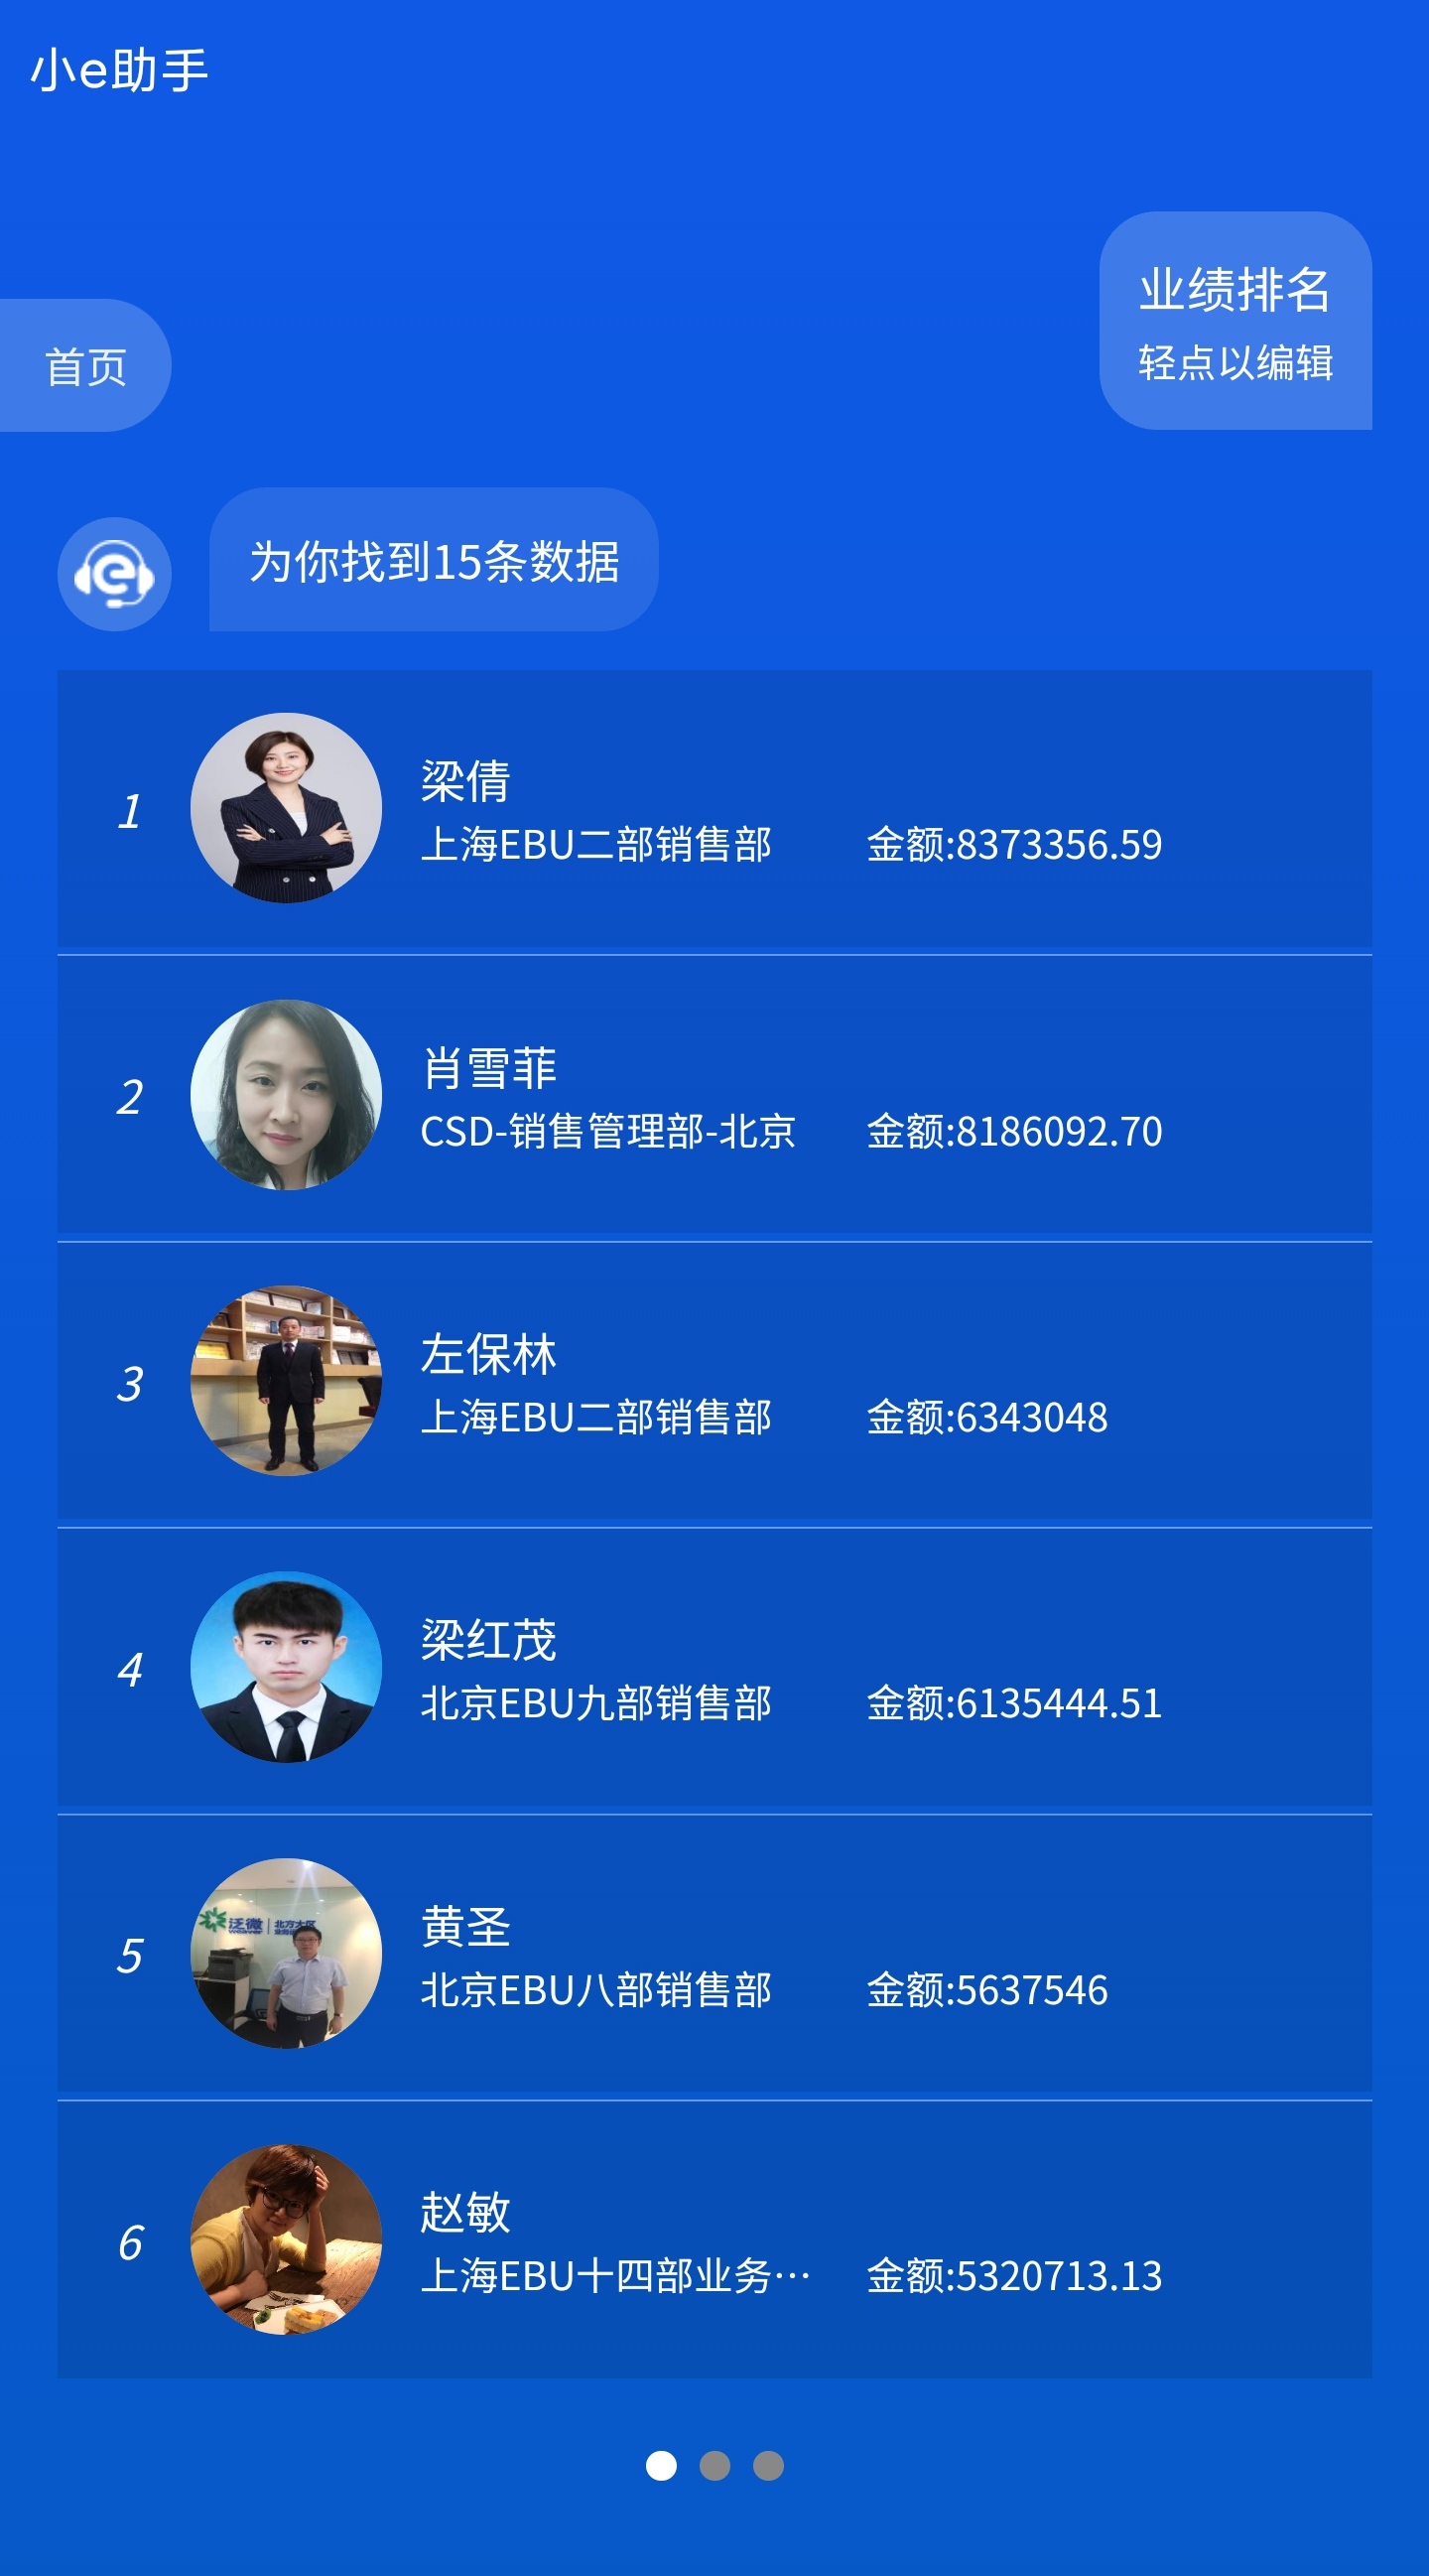 小e助手
业绩排名
轻点以编辑
首页
为你找到15条数据
1
梁倩
上海EBU二部销售部 金额:8373356.59
2
肖雪菲
CSD-销售管理部-北京 金额:8186092.70
3
左保林
上海EBU二部销售部 金额:6343048
4
梁红茂
北京EBU九部销售部 金额:6135444.51
5
泛微 北方大区
黄圣
北京EBU八部销售部 金额:5637546
6
赵敏
上海EBU十四部业务… 金额:5320713.13